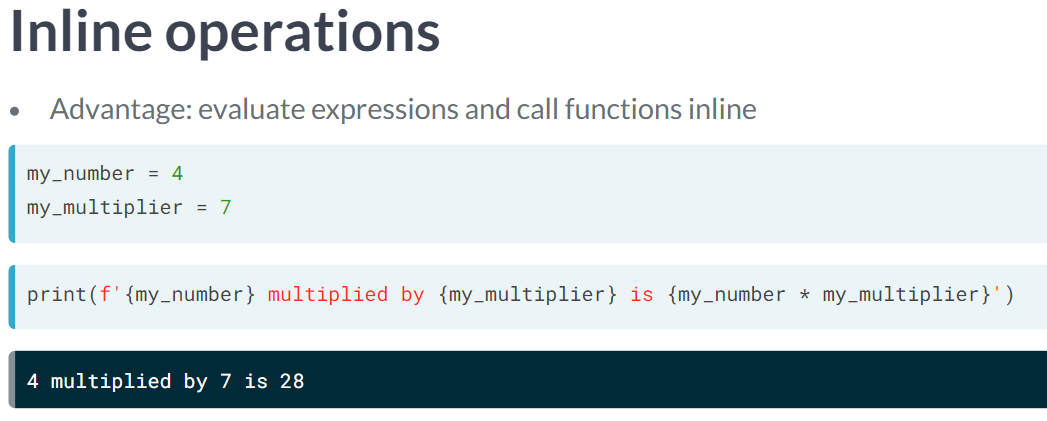 Inline operations
• Advantage: evaluate expressions and call functions inline
my_number = 4
my_multiplier = 7
print(f'{my_number} multiplied by {my_multiplier} is {my_number * my_multiplier}')
4 multiplied by 7 is 28